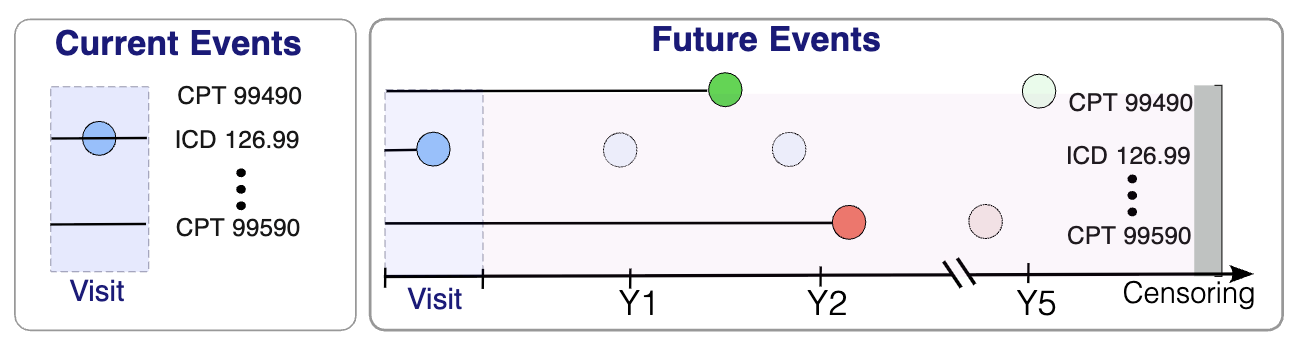 Current Events
CPT 99490
ICD 126.99
CPT 99590
Visit
Future Events
CPT 99490
ICD 126.99
CPT 99590
Visit
Y1
Y2
Y5
Censoring